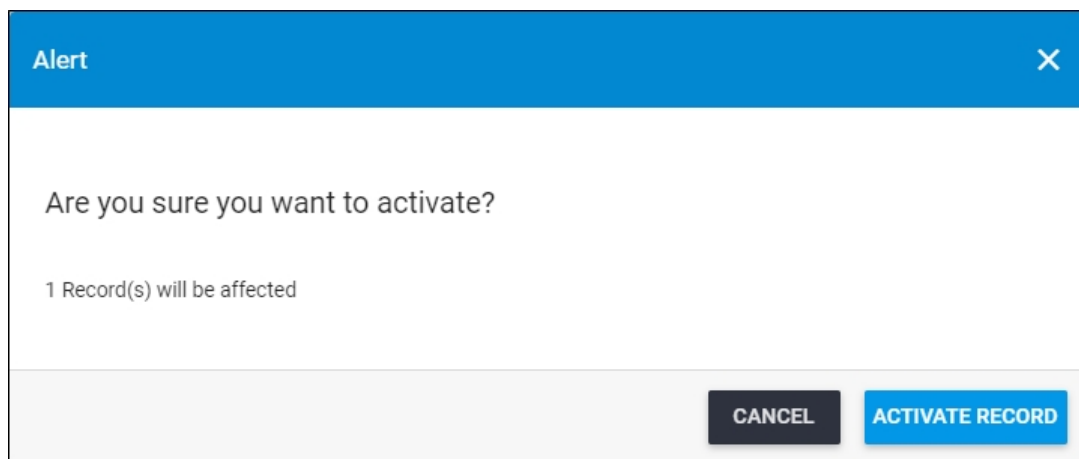 Alert
Are you sure you want to activate?
1 Record(s) will be affected
CANCEL
ACTIVATE RECORD